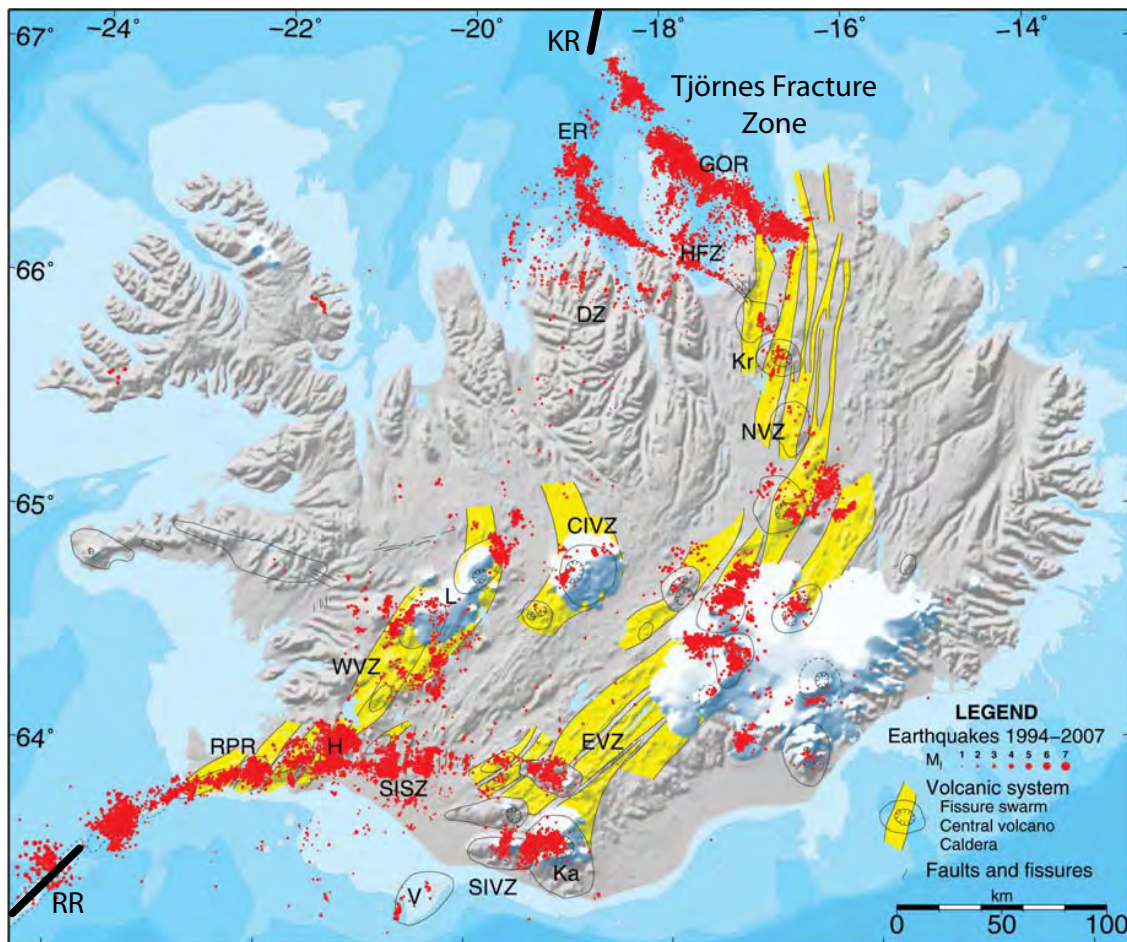 −24 −22 −20 −18 −16 −14
67°
66°
65°
64°
KR
Tjörnes Fracture
Zone
ER
GOR
HFZ
DZ
Kr
NVZ
CIVZ
L
WVZ
RPR
H
SISZ
EVZ
SIVZ
Ka
V
RR
LEGEND
Earthquakes 1994–2007
Ml 1 2 3 4 5 6 7
Volcanic system
Fissure swarm
Central volcano
Caldera
Faults and fissures
km
0 50 100